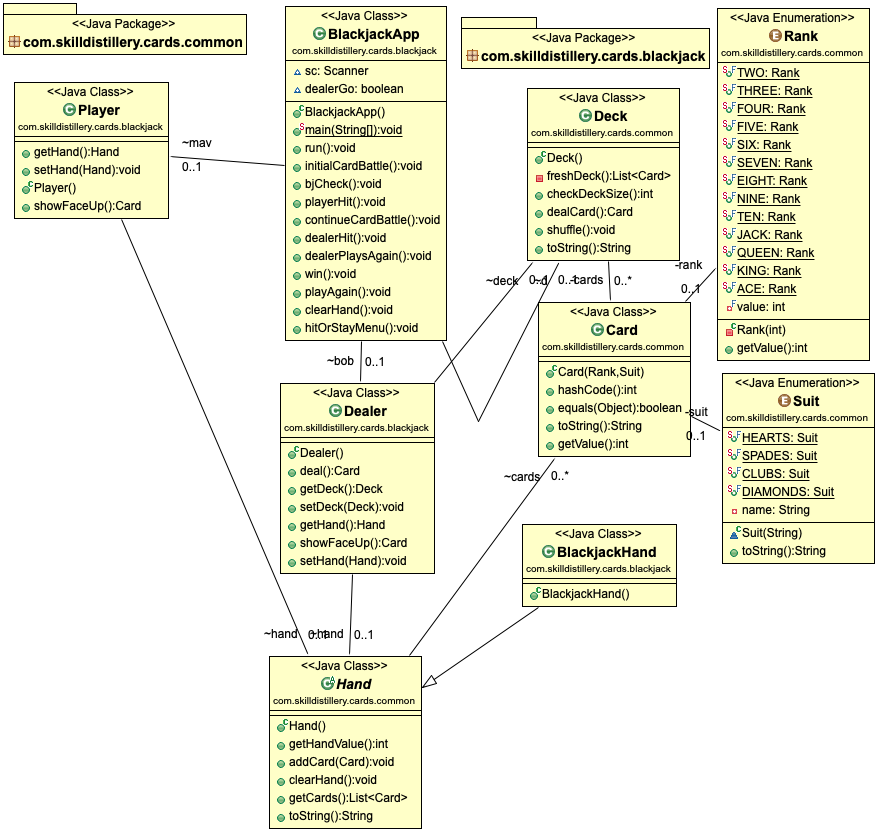 <<Java Package>>
com.skilldistillery.cards.common
<<Java Class>>
Player
com.skilldistillery.cards.blackjack
getHand():Hand
setHand(Hand):void
Player()
showFaceUp():Card
~mav
0..1
<<Java Class>>
BlackjackApp
com.skilldistillery.cards.blackjack
sc: Scanner
dealerGo: boolean
BlackjackApp()
main(String[]):void
run():void
initialCardBattle():void
bjCheck():void
playerHit():void
continueCardBattle():void
dealerHit():void
dealerPlaysAgain():void
win():void
playAgain():void
clearHand():void
hitOrStayMenu():void
<<Java Package>>
com.skilldistillery.cards.blackjack
<<Java Class>>
Deck
com.skilldistillery.cards.common
Deck()
freshDeck():List<Card>
checkDeckSize():int
dealCard():Card
shuffle():void
toString():String
<<Java Enumeration>>
Rank
com.skilldistillery.cards.common
TWO: Rank
THREE: Rank
FOUR: Rank
FIVE: Rank
SIX: Rank
SEVEN: Rank
EIGHT: Rank
NINE: Rank
TEN: Rank
JACK: Rank
QUEEN: Rank
KING: Rank
ACE: Rank
value: int
Rank(int)
getValue():int
~deck
0..1
0..1
-cards
0..*
-rank
0..1
<<Java Class>>
Card
com.skilldistillery.cards.common
Card(Rank,Suit)
hashCode():int
equals(Object):boolean
toString():String
getValue():int
-suit
0..1
<<Java Enumeration>>
Suit
com.skilldistillery.cards.common
HEARTS: Suit
SPADES: Suit
CLUBS: Suit
DIAMONDS: Suit
name: String
Suit(String)
toString():String
~bob
0..1
<<Java Class>>
Dealer
com.skilldistillery.cards.blackjack
Dealer()
deal():Card
getDeck():Deck
setDeck(Deck):void
getHand():Hand
showFaceUp():Card
setHand(Hand):void
~cards
0..*
<<Java Class>>
BlackjackHand
com.skilldistillery.cards.blackjack
BlackjackHand()
~hand
0..1
~hand
0..1
<<Java Class>>
Hand
com.skilldistillery.cards.common
Hand()
getHandValue():int
addCard(Card):void
clearHand():void
getCards():List<Card>
toString():String